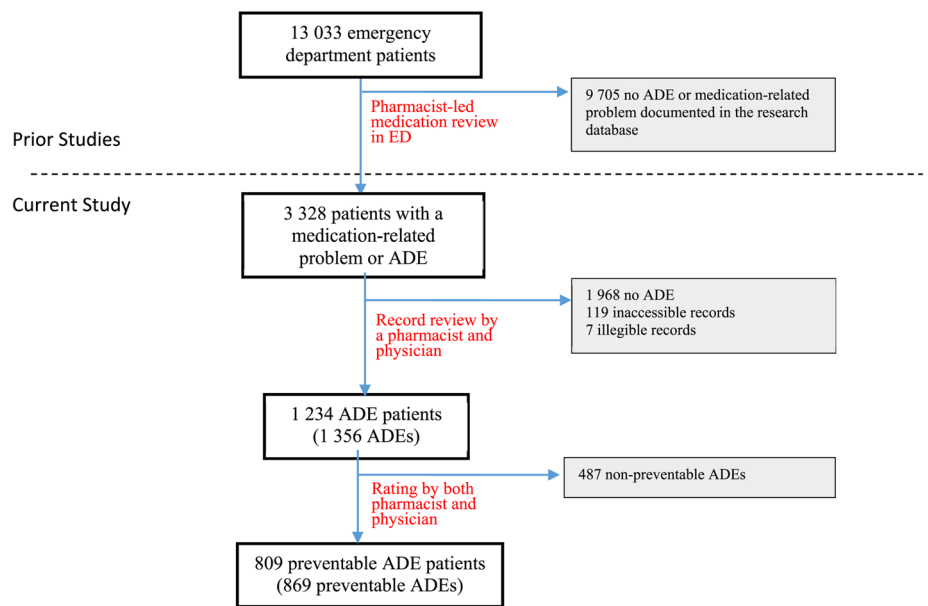 13 033 emergency
department patients
9 705 no ADE or medication-related
problem documented in the research
database
Pharmacist-led
medication review
in ED
Prior Studies
Current Study
3 328 patients with a
medication-related
problem or ADE
1 968 no ADE
119 inaccessible records
7 illegible records
Record review by
a pharmacist and
physician
1 234 ADE patients
(1 356 ADEs)
487 non-preventable ADEs
Rating by both
pharmacist and
physician
809 preventable ADE patients
(869 preventable ADEs)